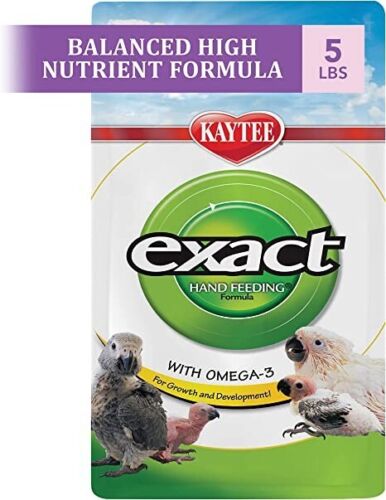 BALANCED HIGH
NUTRIENT FORMULA
5
LBS
KAYTEE
exact
HAND FEEDING®
Formula
WITH OMEGA-3
For Growth and Development!